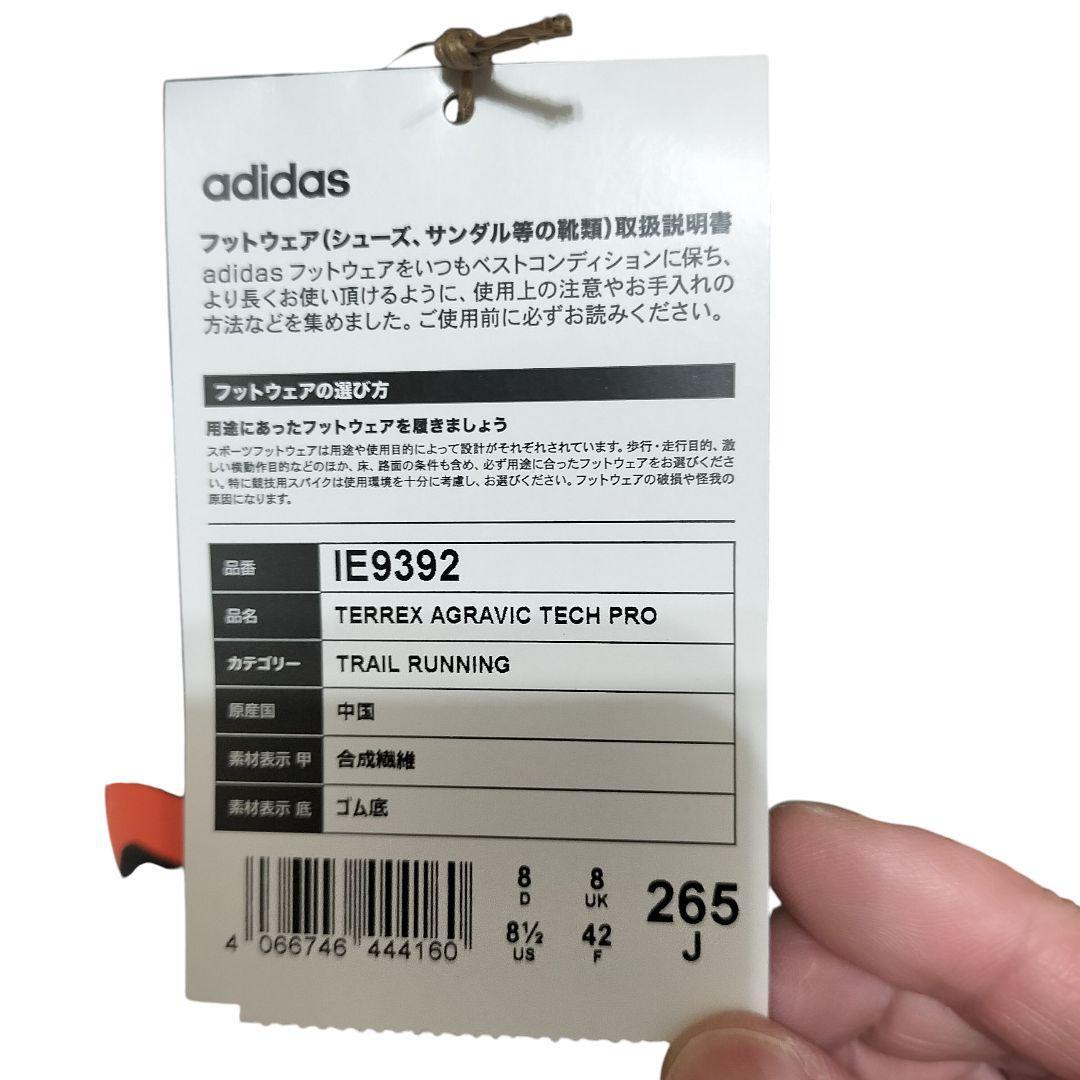 adidas
フットウェア(シューズ、サンダル等の靴類)取扱説明書
adidas フットウェアをいつもベストコンディションに保ち、
より長くお使い頂けるように、使用上の注意やお手入れの
方法などを集めました。ご使用前に必ずお読みください。
フットウェアの選び方
用途にあったフットウェアを履きましょう
スポーツフットウェアは用途や使用目的によって設計がそれぞれされています。歩行・走行目的、激
しい横動作目的などのほか、床、路面の条件も含め、必ず用途に合ったフットウェアをお選びくださ
い。特に競技用スパイクは使用環境を十分に考慮し、お選びください。フットウェアの破損や怪我の
原因になります。
品番 IE9392
品名 TERREX AGRAVIC TECH PRO
カテゴリー TRAIL RUNNING
原産国 中国
素材表示 甲 合成繊維
素材表示 底 ゴム底
8 8 265
D UK J
8½ 42
US F
4 066746 444160